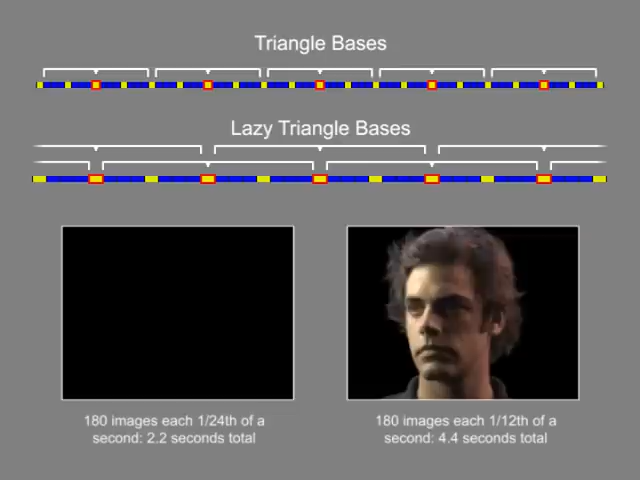 Triangle Bases
Lazy Triangle Bases
180 images each 1/24th of a
second: 2.2 seconds total
180 images each 1/12th of a
second: 4.4 seconds total